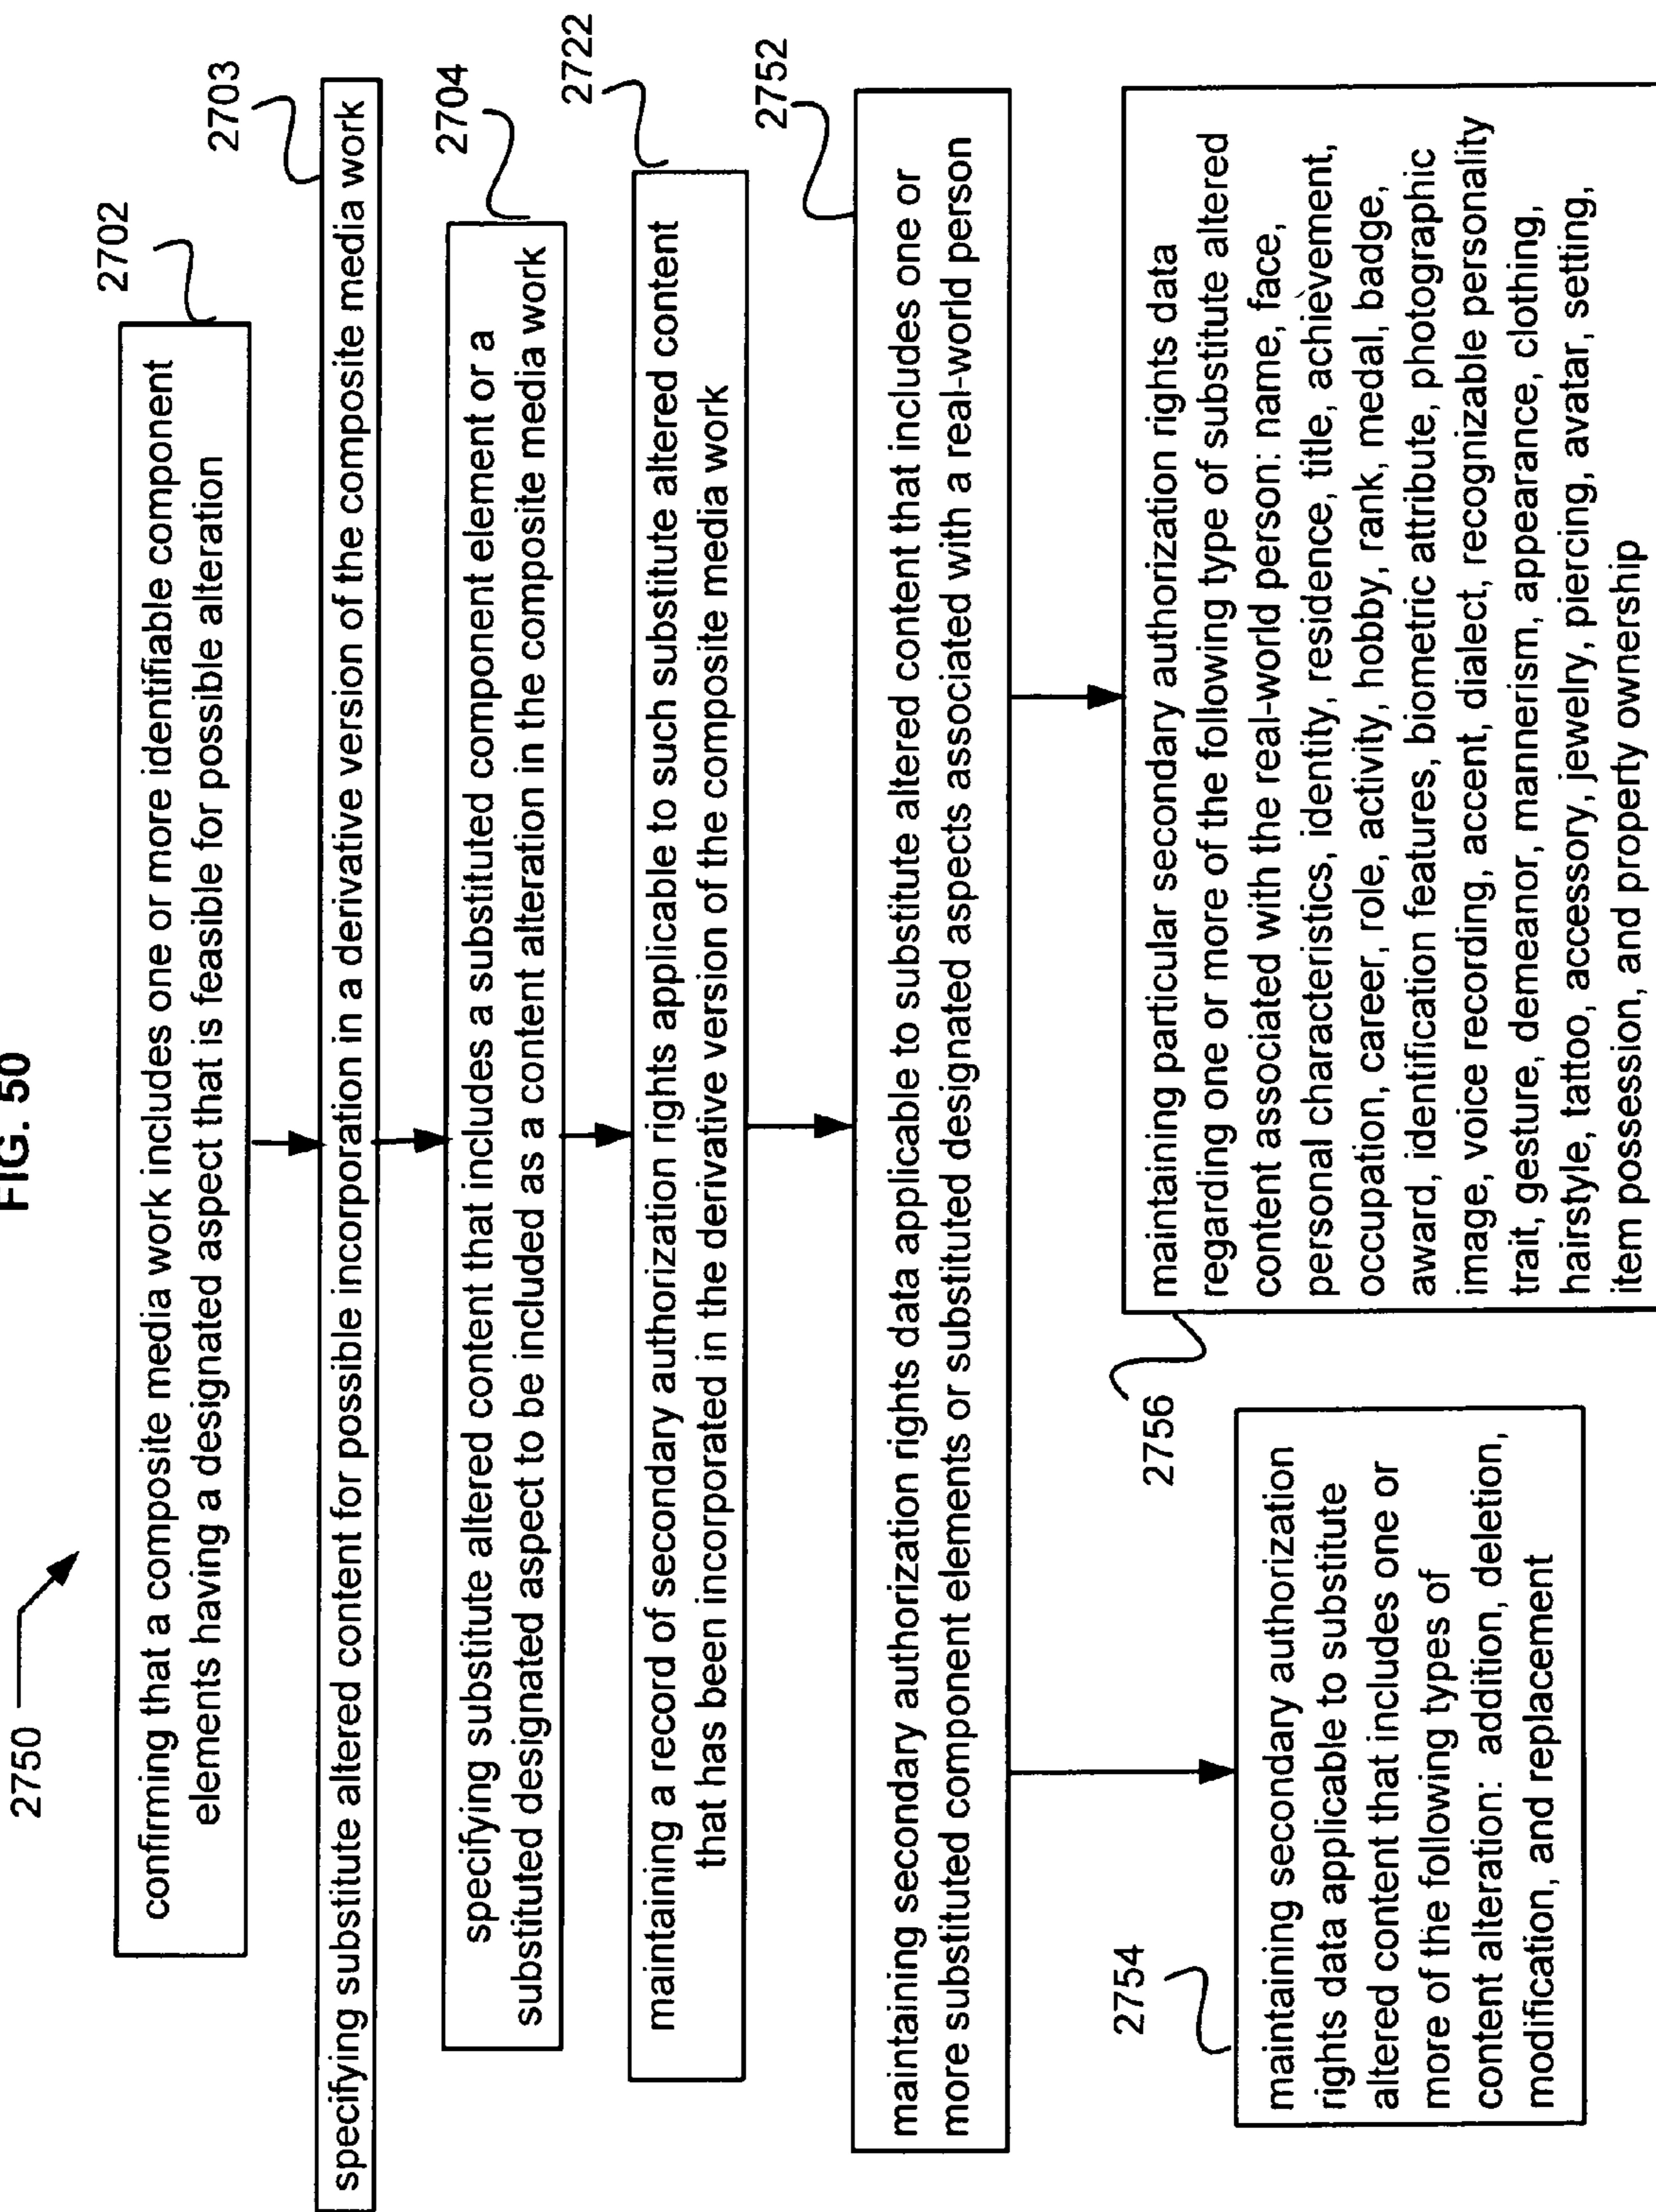 FIG. 50
2750
2702
confirming that a composite media work includes one or more identifiable component
elements having a designated aspect that is feasible for possible alteration
2703
specifying substitute altered content for possible incorporation in a derivative version of the composite media work
2704
specifying substitute altered content that includes a substituted component element or a
substituted designated aspect to be included as a content alteration in the composite media work
2722
maintaining a record of secondary authorization rights applicable to such substitute altered content
that has been incorporated in the derivative version of the composite media work
2752
maintaining secondary authorization rights data applicable to substitute altered content that includes one or
more substituted component elements or substituted designated aspects associated with a real-world person
2754
maintaining secondary authorization
rights data applicable to substitute
altered content that includes one or
more of the following types of
content alteration: addition, deletion,
modification, and replacement
2756
maintaining particular secondary authorization rights data
regarding one or more of the following type of substitute altered
content associated with the real-world person: name, face,
personal characteristics, identity, residence, title, achievement,
occupation, career, role, activity, hobby, rank, medal, badge,
award, identification features, biometric attribute, photographic
image, voice recording, accent, dialect, recognizable personality
trait, gesture, demeanor, mannerism, appearance, clothing,
hairstyle, tattoo, accessory, jewelry, piercing, avatar, setting,
item possession, and property ownership